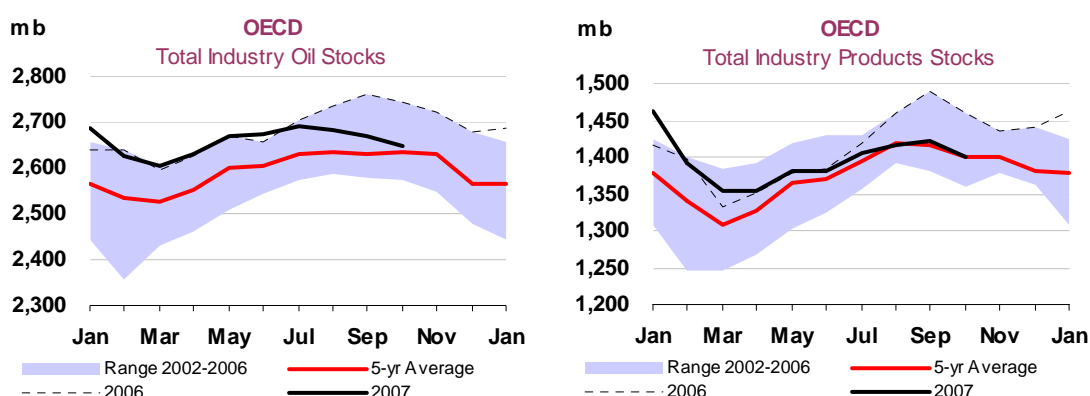 mb
OECD
Total Industry Oil Stocks
2,800
2,700
2,600
2,500
2,400
2,300
Jan Mar May Jul Sep Nov Jan
Range 2002-2006 5-yr Average
2006 2007
mb
OECD
Total Industry Products Stocks
1,500
1,450
1,400
1,350
1,300
1,250
1,200
Jan Mar May Jul Sep Nov Jan
Range 2002-2006 5-yr Average
2006 2007